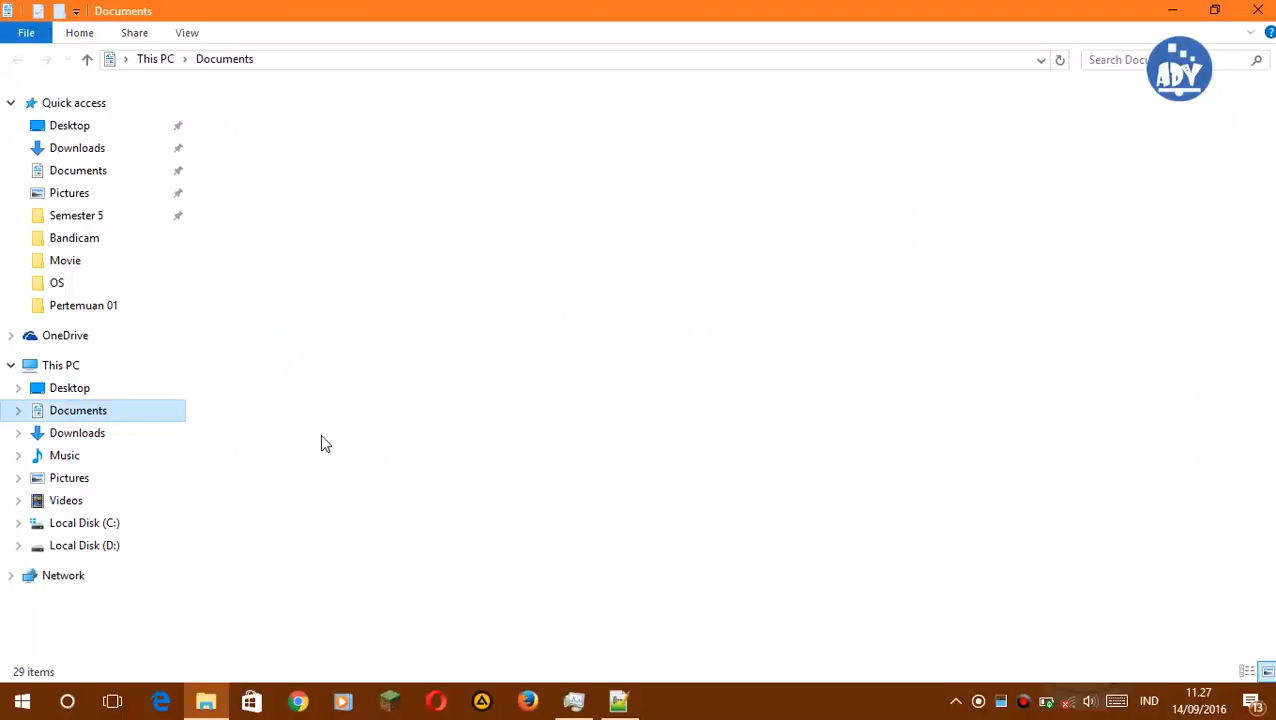 Documents
File Home Share View
This PC Documents
Search Docu
ADY
Quick access
Desktop
Downloads
Documents
Pictures
Semester 5
Bandicam
Movie
OS
Pertemuan 01
OneDrive
This PC
Desktop
Documents
Downloads
Music
Pictures
Videos
Local Disk (C:)
Local Disk (D:)
Network
29 items
IND
11.27
14/09/2016
13